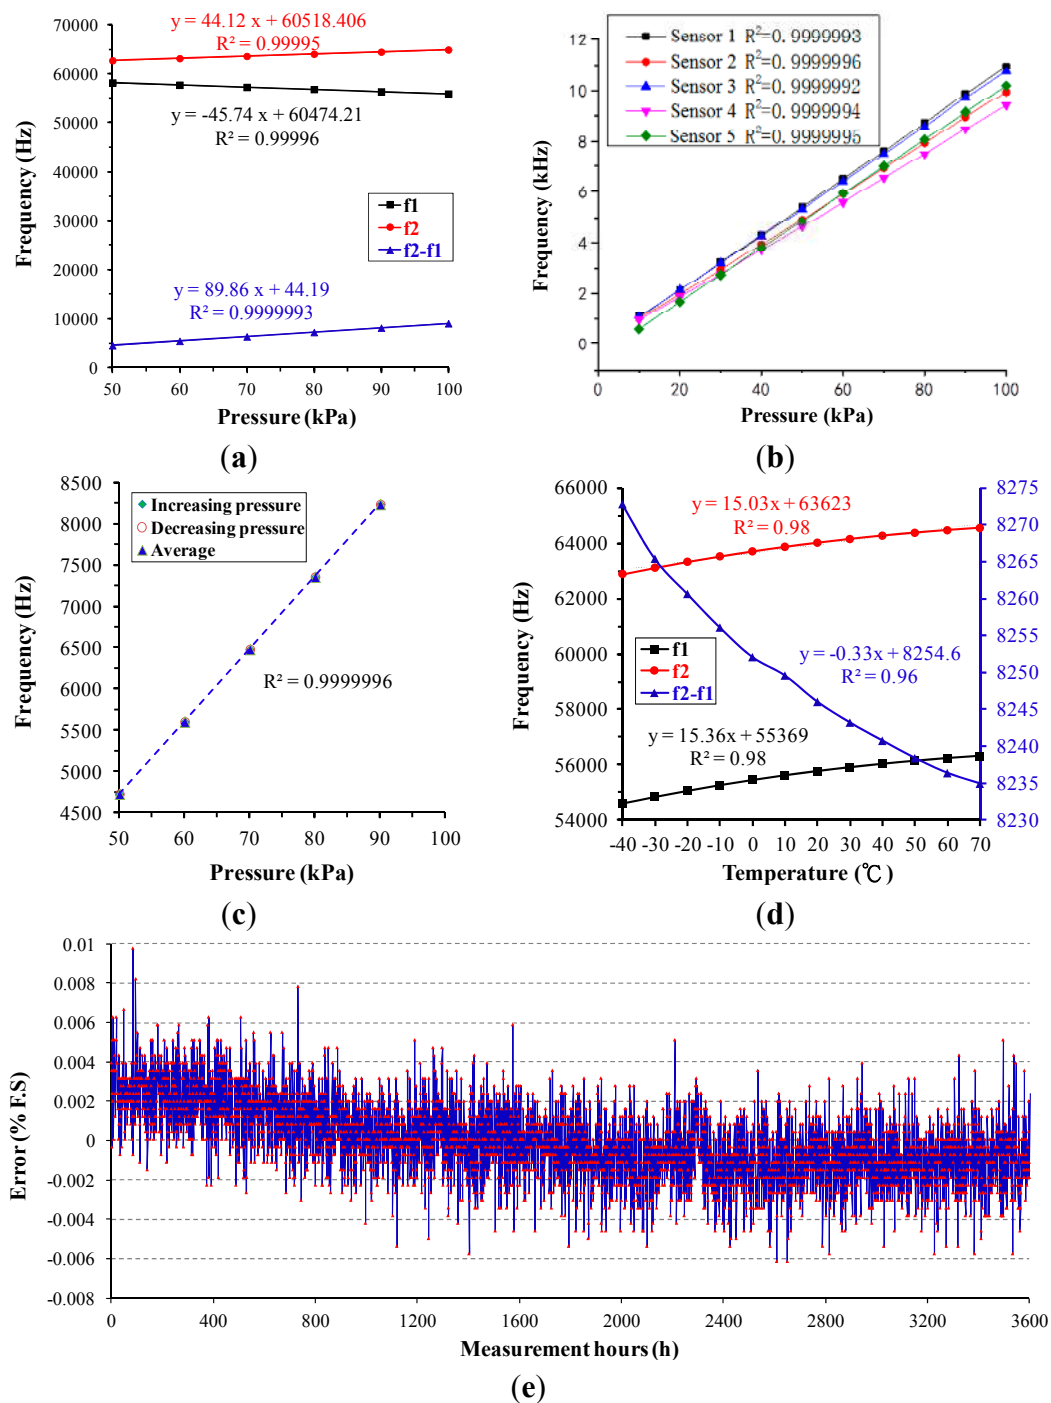 y = 44.12 x + 60518.406
R² = 0.99995
y = -45.74 x + 60474.21
R² = 0.99996
f1
f2
f2-f1
y = 89.86 x + 44.19
R² = 0.9999993
70000
60000
50000
40000
30000
20000
10000
0
50 60 70 80 90 100
Frequency (Hz)
Pressure (kPa)
(a)
Sensor 1 R²=0.9999993
Sensor 2 R²=0.9999996
Sensor 3 R²=0.9999992
Sensor 4 R²=0.9999994
Sensor 5 R²=0.9999995
12
10
8
6
4
2
0
0 20 40 60 80 100
Frequency (kHz)
Pressure (kPa)
(b)
Increasing pressure
Decreasing pressure
Average
R² = 0.9999996
8500
8000
7500
7000
6500
6000
5500
5000
4500
50 60 70 80 90 100
Frequency (Hz)
Pressure (kPa)
(c)
y = 15.03x + 63623
R² = 0.98
f1
f2
f2-f1
y = -0.33x + 8254.6
R² = 0.96
y = 15.36x + 55369
R² = 0.98
66000
64000
62000
60000
58000
56000
54000
8275
8270
8265
8260
8255
8250
8245
8240
8235
8230
-40 -30 -20 -10 0 10 20 30 40 50 60 70
Frequency (Hz)
Temperature (℃)
(d)
0.01
0.008
0.006
0.004
0.002
0
-0.002
-0.004
-0.006
-0.008
0 400 800 1200 1600 2000 2400 2800 3200 3600
Error (% F.S)
Measurement hours (h)
(e)